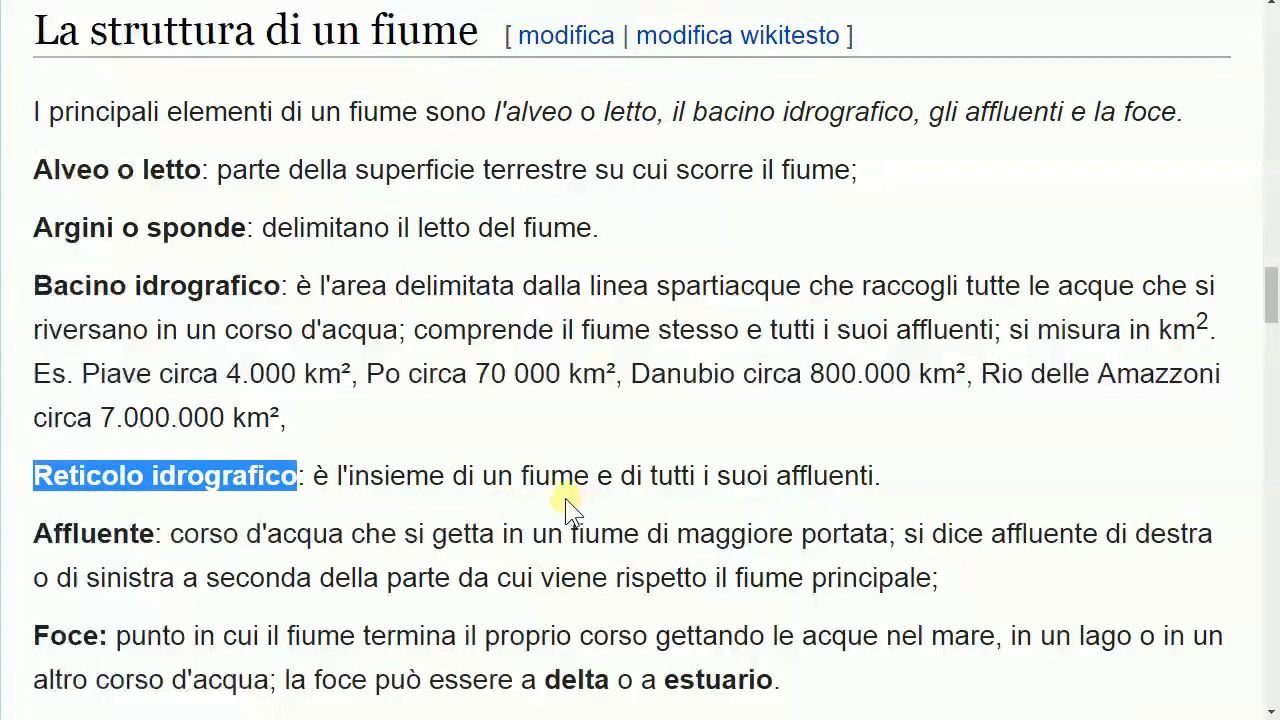 La struttura di un fiume [ modifica | modifica wikitesto ]
I principali elementi di un fiume sono l'alveo o letto, il bacino idrografico, gli affluenti e la foce.
Alveo o letto: parte della superficie terrestre su cui scorre il fiume;
Argini o sponde: delimitano il letto del fiume.
Bacino idrografico: è l'area delimitata dalla linea spartiacque che raccogli tutte le acque che si
riversano in un corso d'acqua; comprende il fiume stesso e tutti i suoi affluenti; si misura in km².
Es. Piave circa 4.000 km², Po circa 70 000 km², Danubio circa 800.000 km², Rio delle Amazzoni
circa 7.000.000 km²,
Reticolo idrografico: è l'insieme di un fiume e di tutti i suoi affluenti.
Affluente: corso d'acqua che si getta in un fiume di maggiore portata; si dice affluente di destra
o di sinistra a seconda della parte da cui viene rispetto il fiume principale;
Foce: punto in cui il fiume termina il proprio corso gettando le acque nel mare, in un lago o in un
altro corso d'acqua; la foce può essere a delta o a estuario.